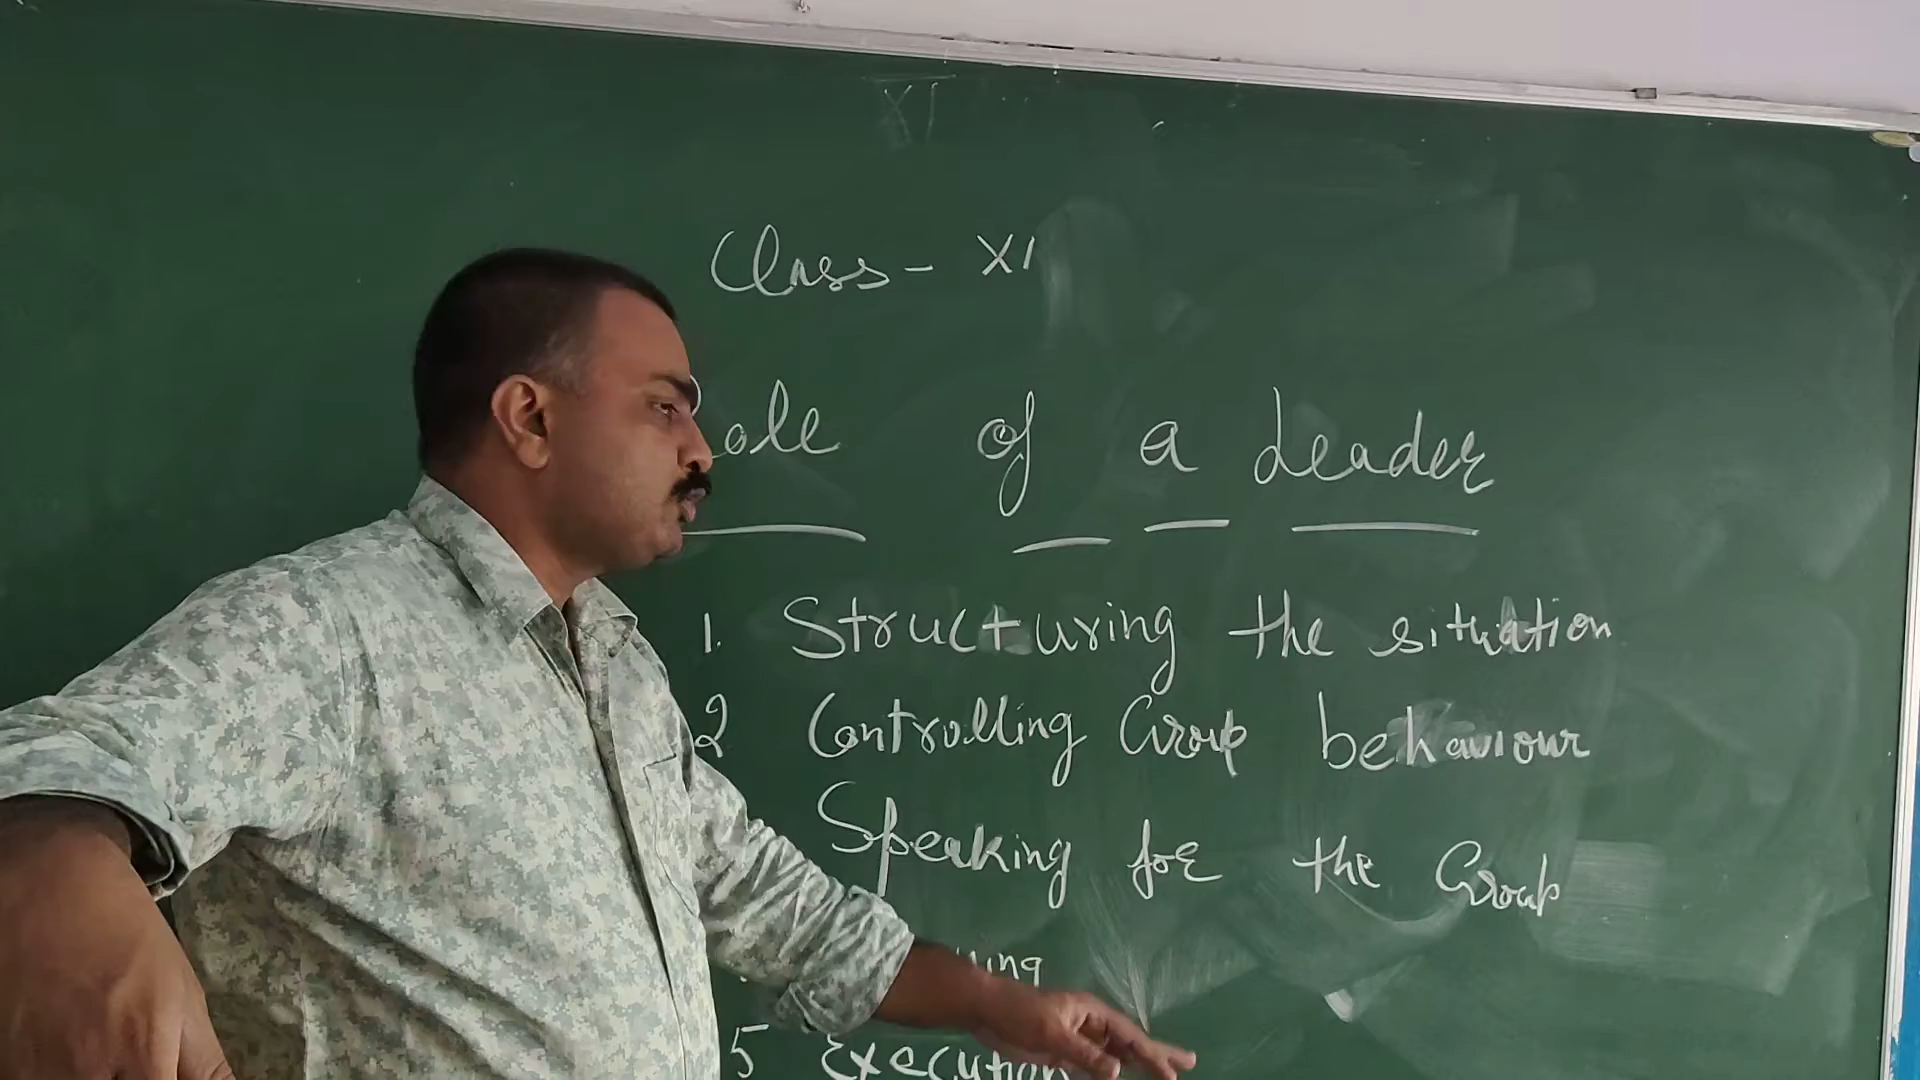 XI
Class - XI
ole of a Leader
1. Structuring the situation
2 Controlling Group behaviour
Speaking for the Group
5 Execution